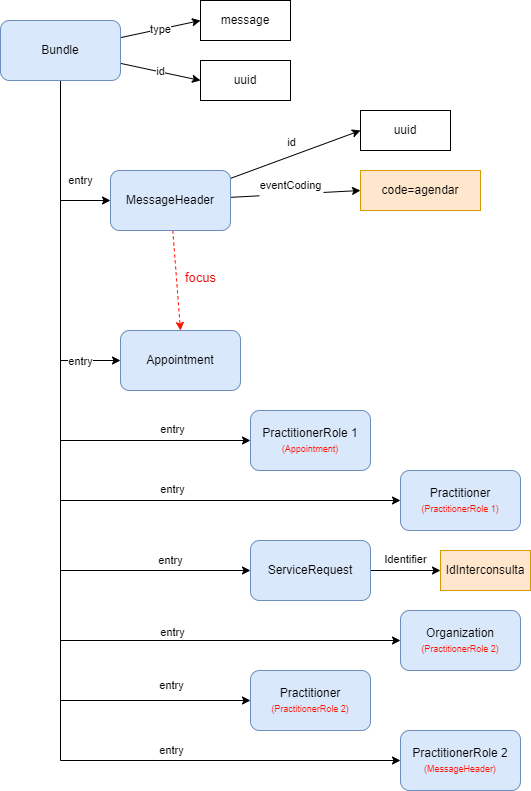 message
type
Bundle
id
uuid
uuid
id
entry
eventCoding
MessageHeader
code=agendar
focus
entry
Appointment
entry
PractitionerRole 1
(Appointment)
entry
Practitioner
(PractitionerRole 1)
entry
ServiceRequest
Identifier
IdInterconsulta
entry
Organization
(PractitionerRole 2)
entry
Practitioner
(PractitionerRole 2)
entry
PractitionerRole 2
(MessageHeader)